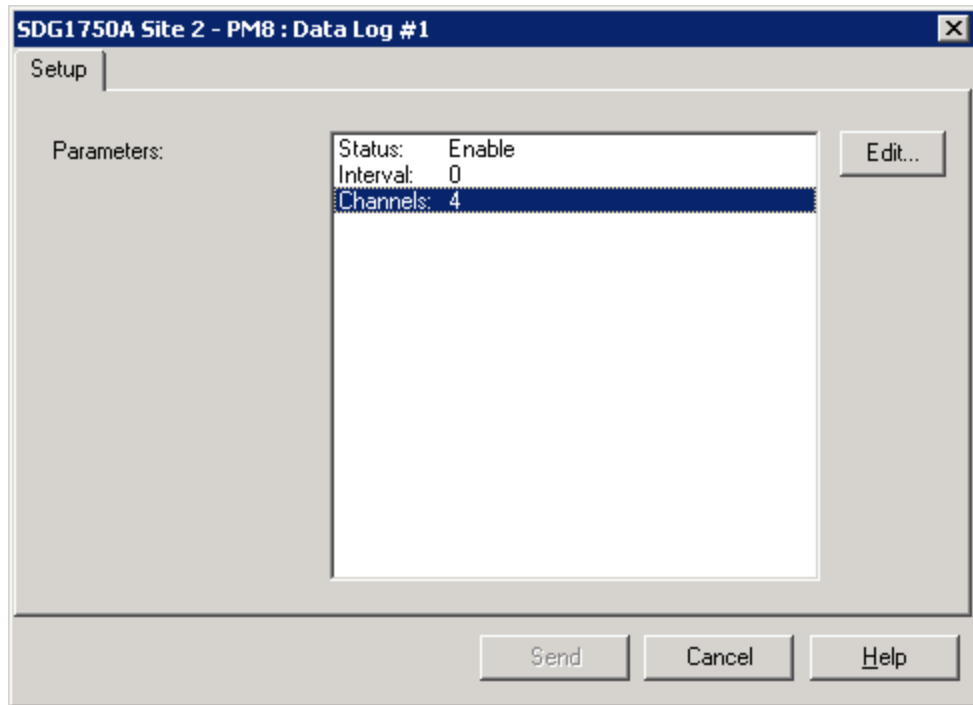 SDG1750A Site 2 - PM8 : Data Log #1
Setup
Parameters:
Status: Enable
Interval: 0
Channels: 4
Edit...
Send
Cancel
Help